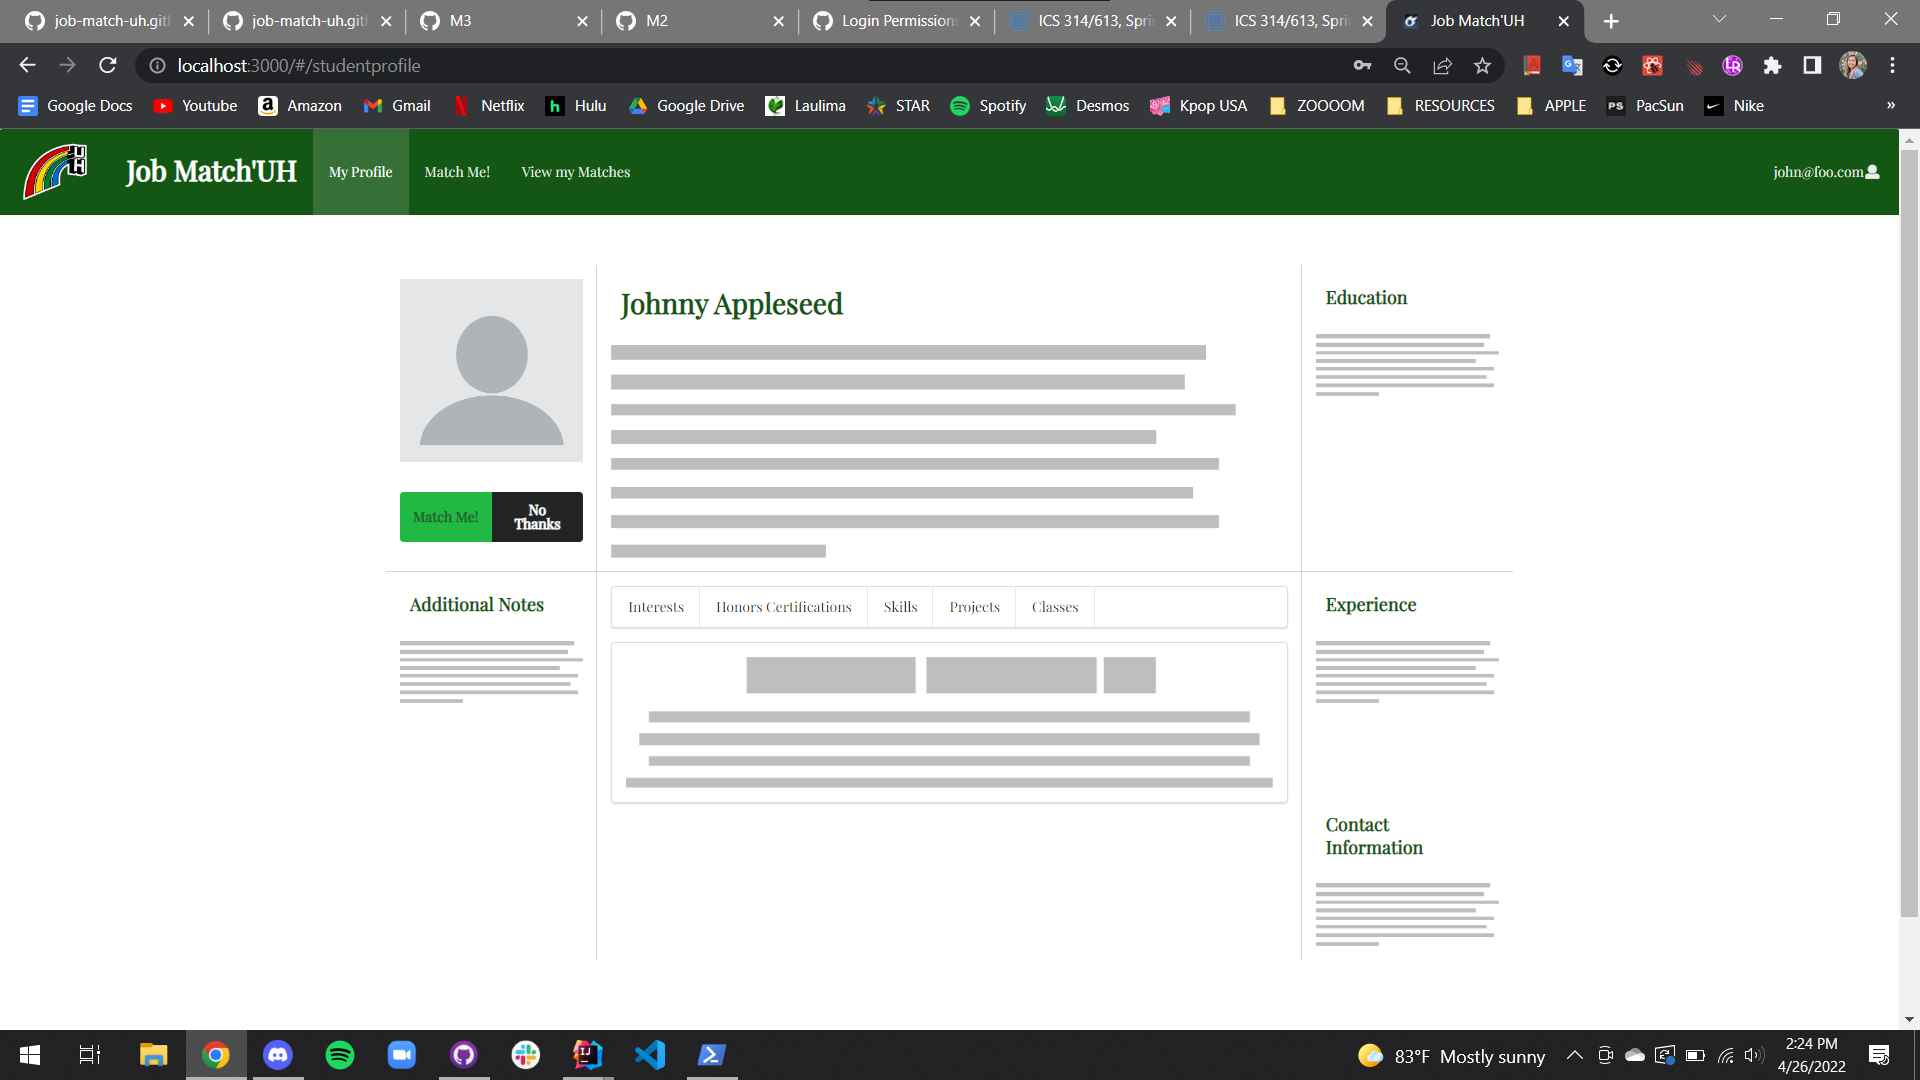 job-match-uh.gith
job-match-uh.gith
M3
M2
Login Permissions
ICS 314/613, Spri
ICS 314/613, Spri
Job Match'UH
localhost:3000/#/studentprofile
Google Docs
Youtube
Amazon
Gmail
Netflix
Hulu
Google Drive
Laulima
STAR
Spotify
Desmos
Kpop USA
ZOOOOM
RESOURCES
APPLE
PacSun
Nike
»
Job Match'UH
My Profile
Match Me!
View my Matches
john@foo.com
Johnny Appleseed
Education
Match Me!
No
Thanks
Additional Notes
Interests
Honors Certifications
Skills
Projects
Classes
Experience
Contact
Information
83°F Mostly sunny
2:24 PM
4/26/2022